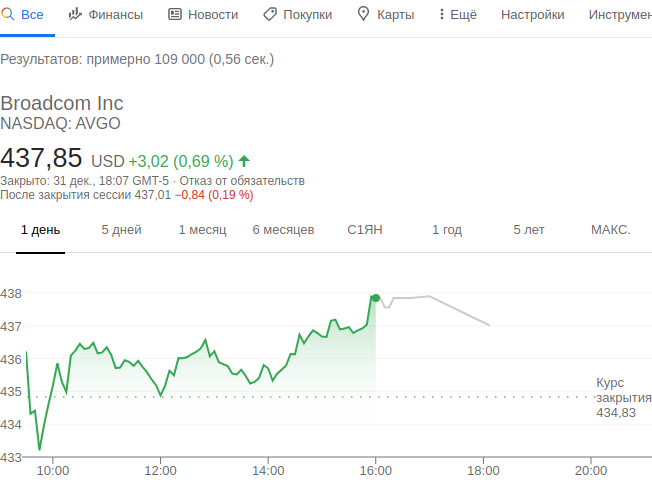 Все Финансы Новости Покупки Карты Ещё Настройки Инструмен
Результатов: примерно 109 000 (0,56 сек.)
Broadcom Inc
NASDAQ: AVGO
437,85 USD +3,02 (0,69 %)
Закрыто: 31 дек., 18:07 GMT-5 · Отказ от обязательств
После закрытия сессии 437,01 −0,84 (0,19 %)
1 день 5 дней 1 месяц 6 месяцев С1ЯН 1 год 5 лет МАКС.
438
437
436
435
434
433
Курс
закрытия
434,83
10:00 12:00 14:00 16:00 18:00 20:00